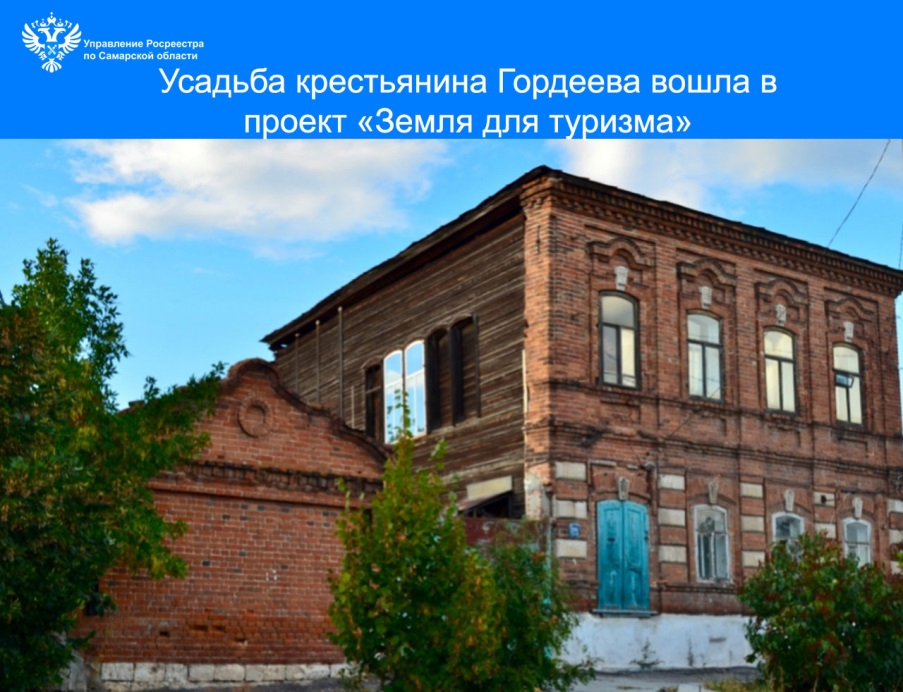 Управление Росреестра
по Самарской области
Усадьба крестьянина Гордеева вошла в
проект «Земля для туризма»